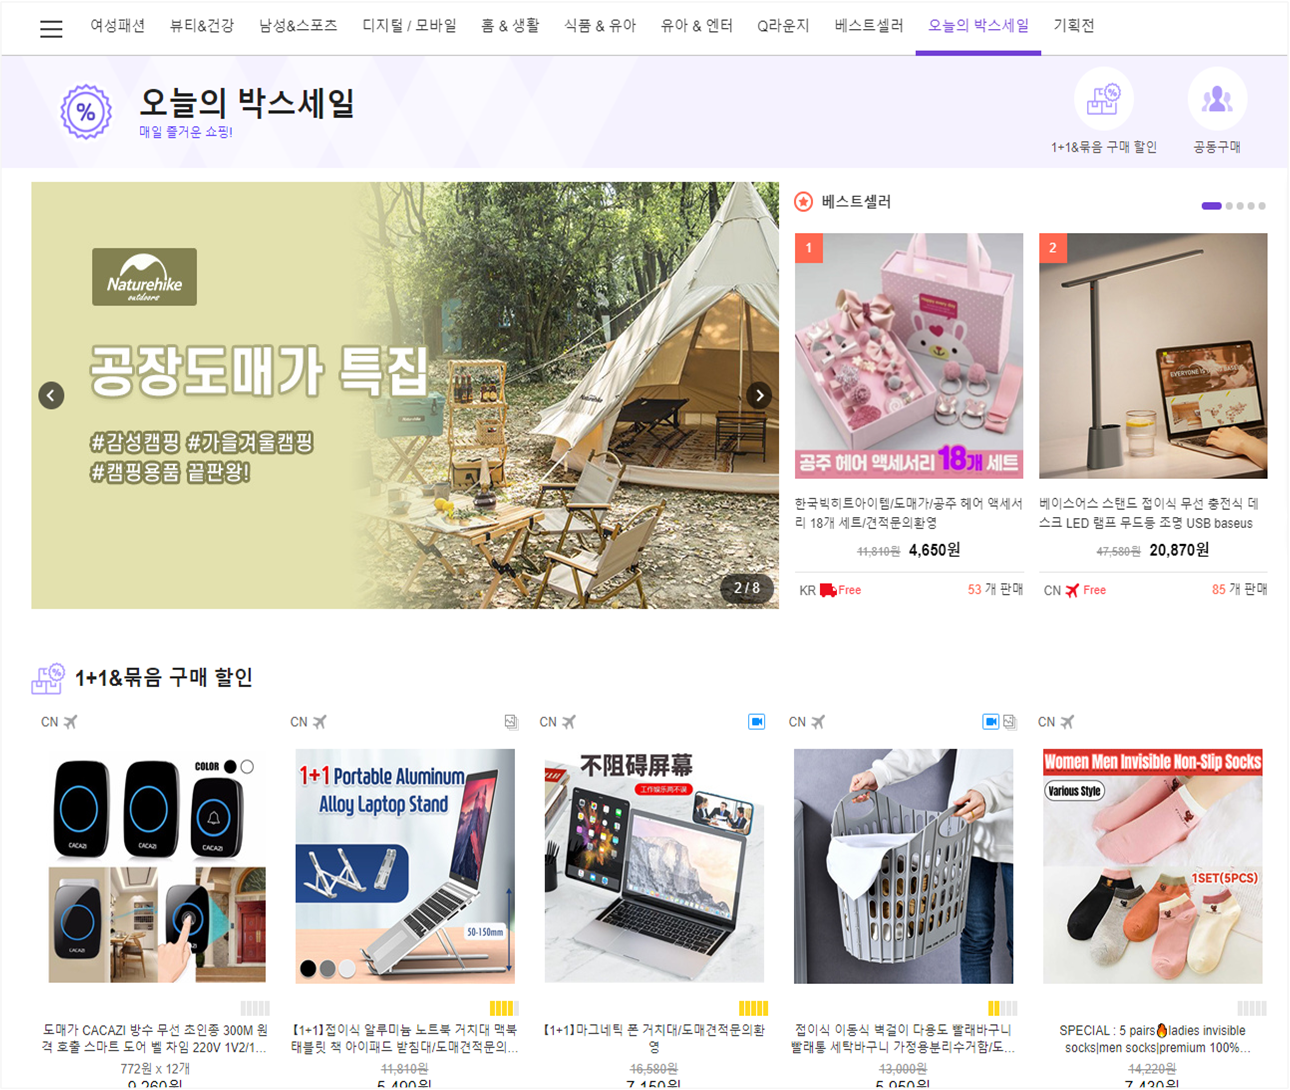 여성패션 뷰티&건강 남성&스포츠 디지털 / 모바일 홈 & 생활 식품 & 유아 유아 & 엔터 Q라운지 베스트셀러 오늘의 박스세일 기획전
%
오늘의 박스세일
매일 즐거운 쇼핑!
1+1&묶음 구매 할인
공동구매
Naturehike
outdoors
공장도매가 특집
#감성캠핑 #가을겨울캠핑
#캠핑용품 끝판왕!
2 / 8
베스트셀러
1
공주 헤어 액세서리 18개 세트
한국빅히트아이템/도매가/공주 헤어 액세서
리 18개 세트/견적문의환영
11,810원 4,650원
KR Free 53 개 판매
2
EVERYONE IS
베이스어스 스탠드 접이식 무선 충전식 데
스크 LED 램프 무드등 조명 USB baseus
47,580원 20,870원
CN Free 85 개 판매
1+1&묶음 구매 할인
CN
COLOR
CACAZI
CACAZI
CACAZI
CACAZI
CACAZI
도매가 CACAZI 방수 무선 초인종 300M 원
격 호출 스마트 도어 벨 차임 220V 1V2/1...
772원 x 12개
9,260원
CN
1+1 Portable Aluminum
Alloy Laptop Stand
50-150mm
【1+1】접이식 알루미늄 노트북 거치대 맥북
태블릿 책 아이패드 받침대/도매견적문의...
11,810원
5,490원
CN
不阻碍屏幕
工作娱乐两不误
【1+1】마그네틱 폰 거치대/도매견적문의환
영
16,580원
7,150원
CN
접이식 이동식 벽걸이 다용도 빨래바구니
빨래통 세탁바구니 가정용분리수거함/도...
13,000원
5,950원
CN
Women Men Invisible Non-Slip Socks
Various Style
1SET(5PCS)
SPECIAL : 5 pairs🔥ladies invisible
socks|men socks|premium 100%...
14,220원
7,430원